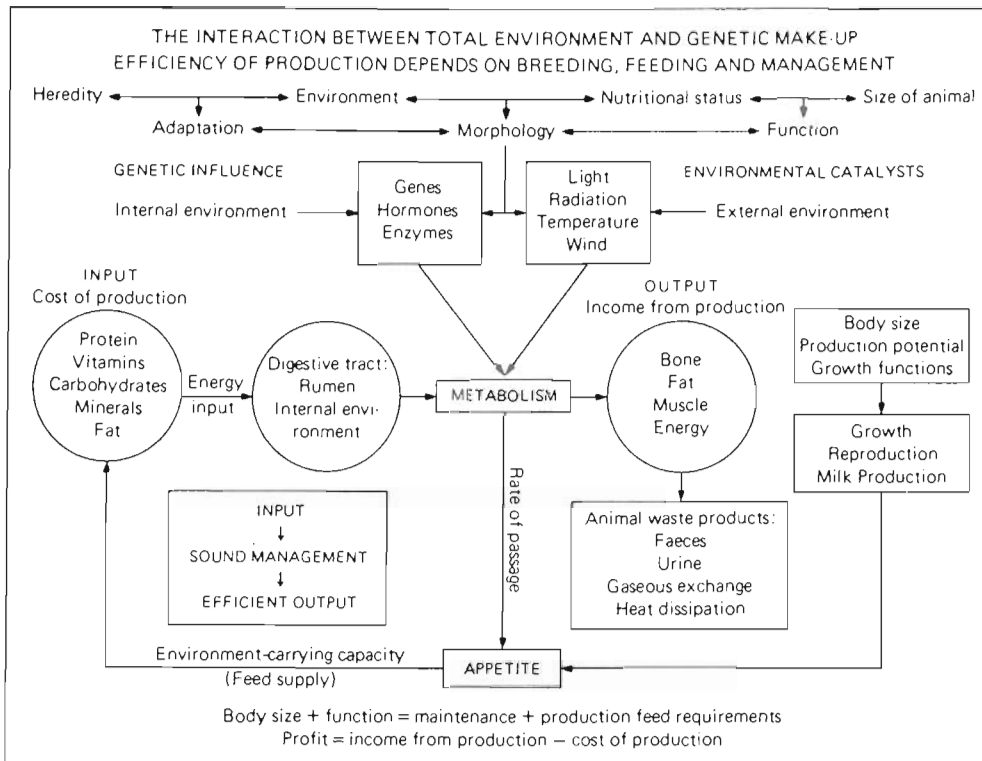 THE INTERACTION BETWEEN TOTAL ENVIRONMENT AND GENETIC MAKE-UP
EFFICIENCY OF PRODUCTION DEPENDS ON BREEDING, FEEDING AND MANAGEMENT
Heredity
Environment
Nutritional status
Size of animal
Adaptation
Morphology
Function
GENETIC INFLUENCE
Internal environment
Genes
Hormones
Enzymes
Light
Radiation
Temperature
Wind
ENVIRONMENTAL CATALYSTS
External environment
INPUT
Cost of production
Protein
Vitamins
Carbohydrates
Minerals
Fat
Energy
input
Digestive tract:
Rumen
Internal envi-
ronment
METABOLISM
OUTPUT
Income from production
Bone
Fat
Muscle
Energy
Body size
Production potential
Growth functions
Growth
Reproduction
Milk Production
Rate of passage
INPUT
SOUND MANAGEMENT
EFFICIENT OUTPUT
Animal waste products:
Faeces
Urine
Gaseous exchange
Heat dissipation
Environment-carrying capacity
(Feed supply)
APPETITE
Body size + function = maintenance + production feed requirements
Profit = income from production − cost of production